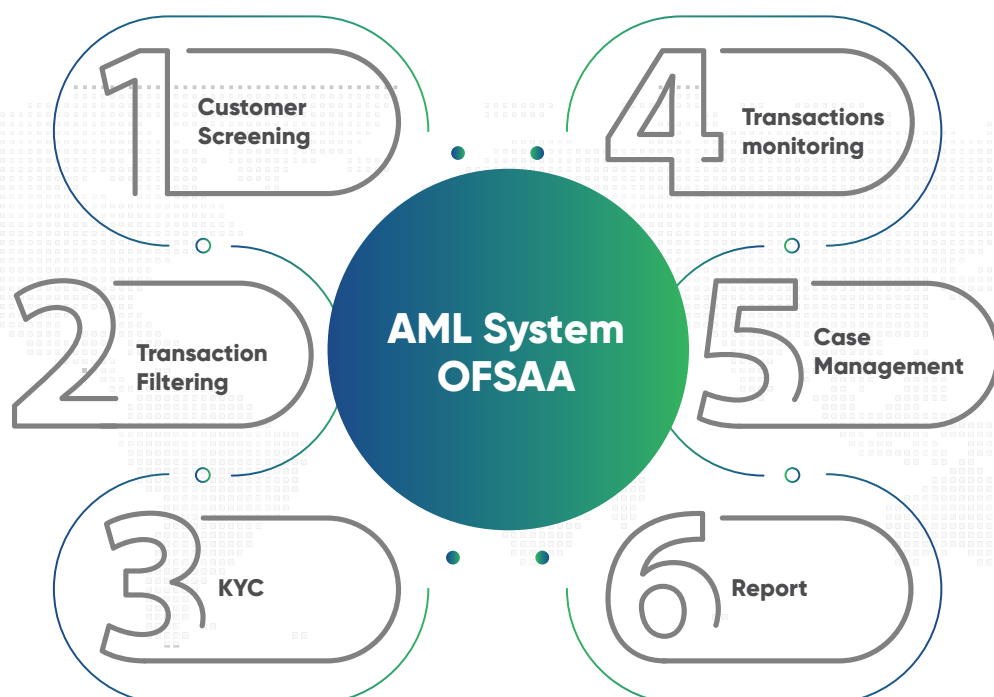 1
Customer
Screening
2
Transaction
Filtering
3
KYC
AML System
OFSAA
4
Transactions
monitoring
5
Case
Management
6
Report